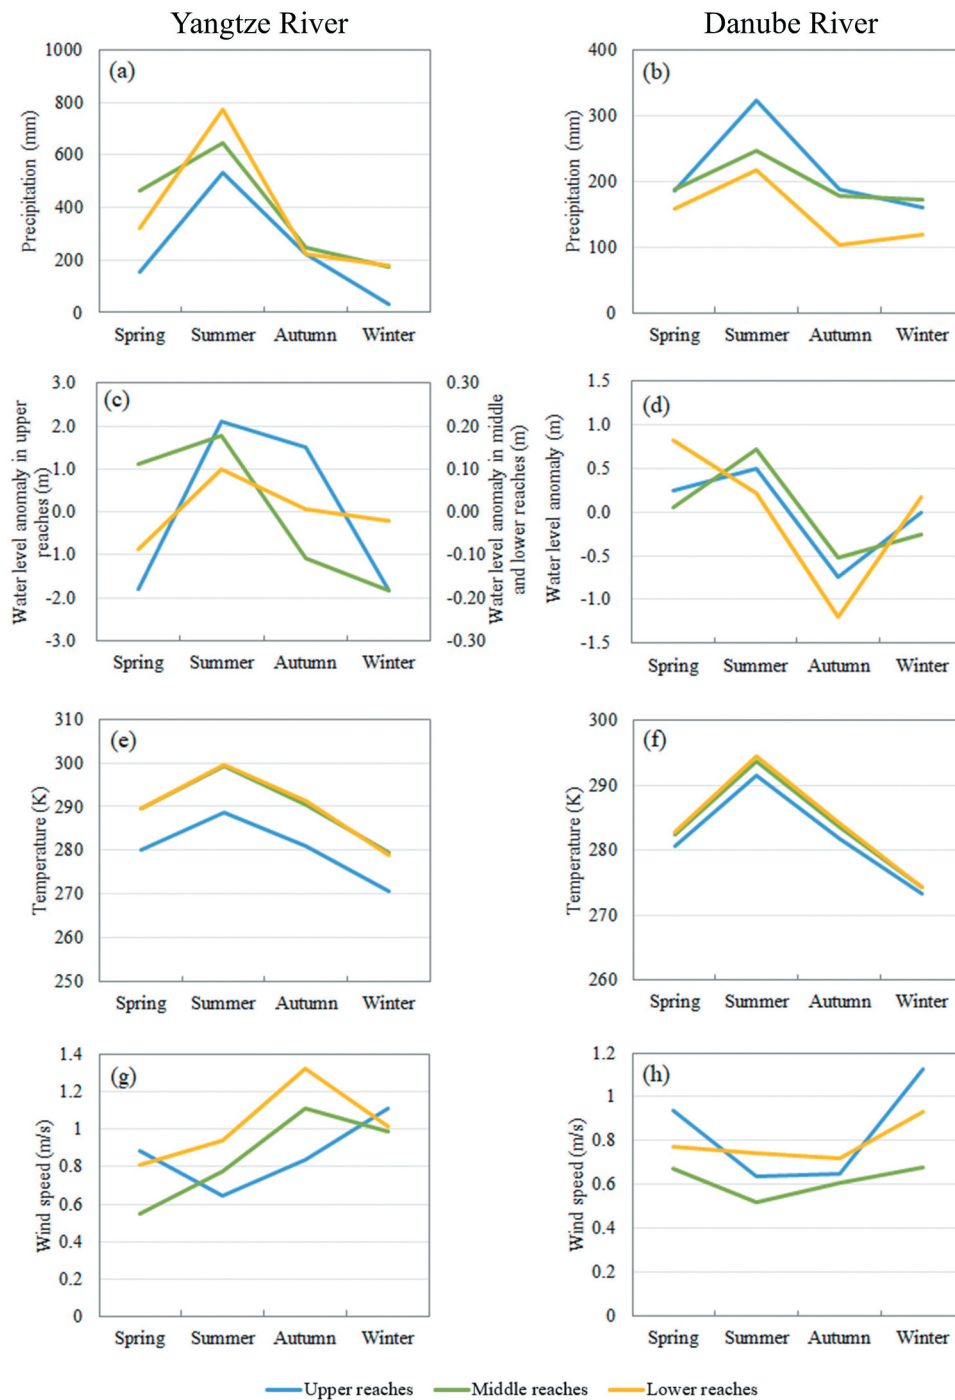 Yangtze River
Danube River
1000
800
600
400
200
0
Precipitation (mm)
(a)
Spring Summer Autumn Winter
400
300
200
100
0
Precipitation (mm)
(b)
Spring Summer Autumn Winter
3.0
2.0
1.0
0.0
-1.0
-2.0
-3.0
Water level anomaly in upper
reaches (m)
(c)
0.30
0.20
0.10
0.00
-0.10
-0.20
-0.30
Water level anomaly in middle
and lower reaches (m)
Spring Summer Autumn Winter
1.5
1.0
0.5
0.0
-0.5
-1.0
-1.5
Water level anomaly (m)
(d)
Spring Summer Autumn Winter
310
300
290
280
270
260
250
Temperature (K)
(e)
Spring Summer Autumn Winter
300
290
280
270
260
Temperature (K)
(f)
Spring Summer Autumn Winter
1.4
1.2
1
0.8
0.6
0.4
0.2
0
Wind speed (m/s)
(g)
Spring Summer Autumn Winter
1.2
1
0.8
0.6
0.4
0.2
0
Wind speed (m/s)
(h)
Spring Summer Autumn Winter
Upper reaches Middle reaches Lower reaches